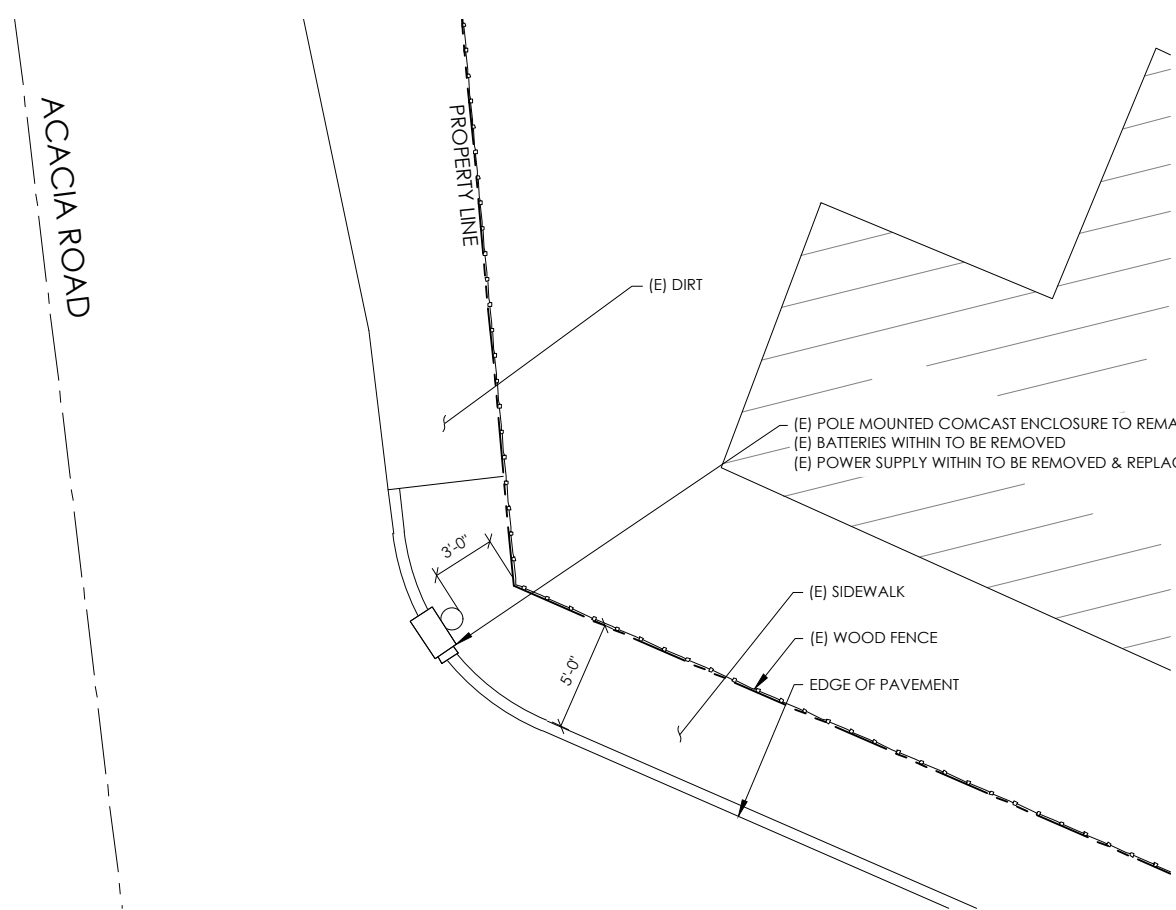 ACACIA ROAD
PROPERTY LINE
(E) DIRT
(E) POLE MOUNTED COMCAST ENCLOSURE TO REMA
(E) BATTERIES WITHIN TO BE REMOVED
(E) POWER SUPPLY WITHIN TO BE REMOVED & REPLAC
3'-0"
(E) SIDEWALK
(E) WOOD FENCE
5'-0"
EDGE OF PAVEMENT